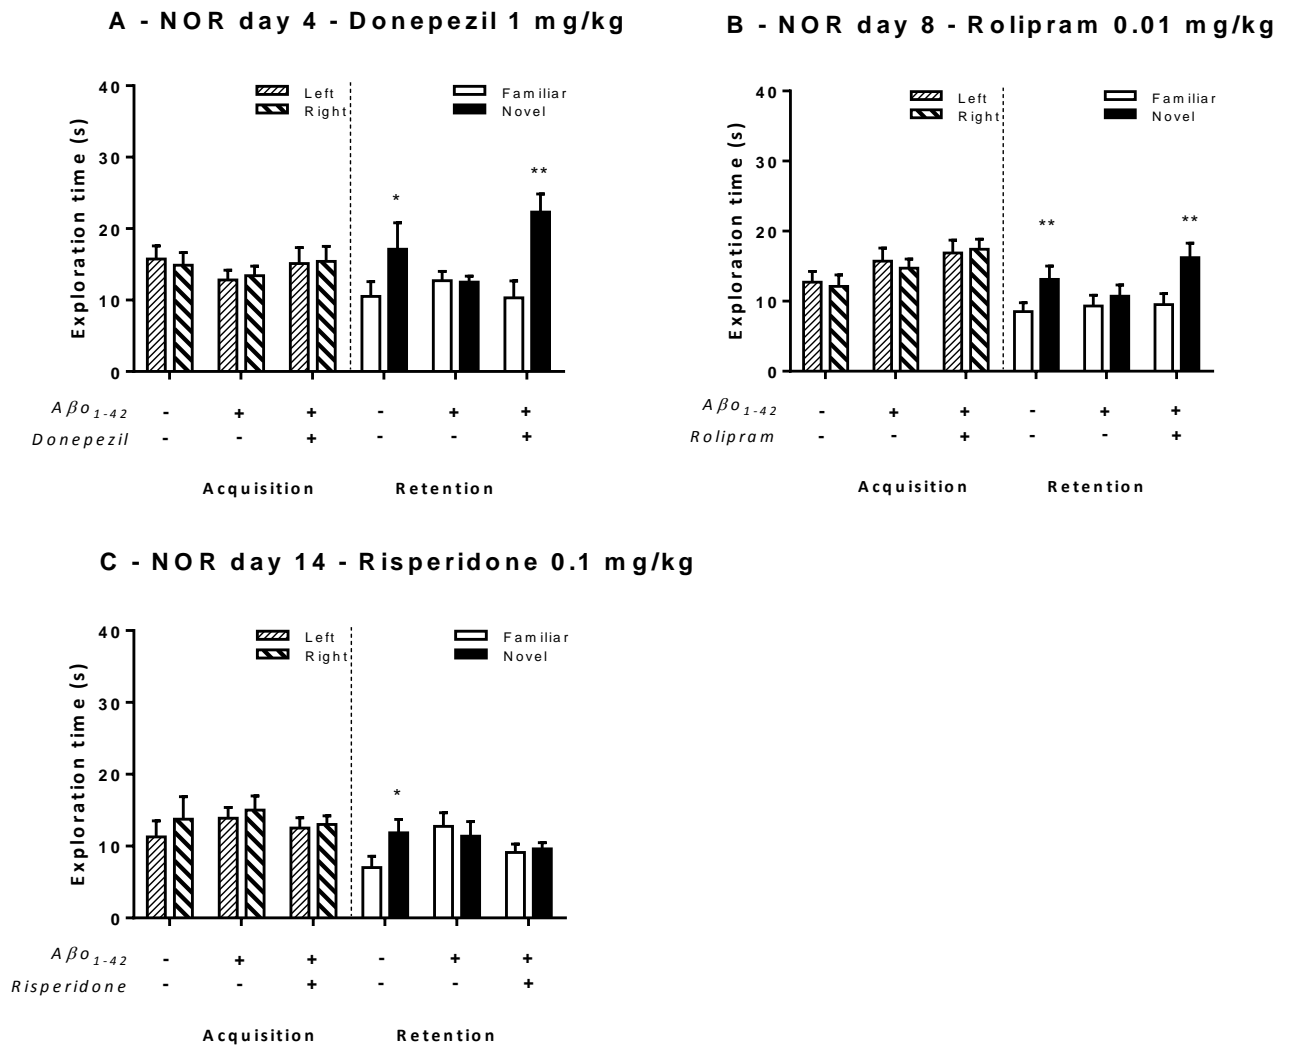 A - NOR day 4 - Donepezil 1 mg/kg
Exploration time (s)
40
30
20
10
0
Left
Right
Familiar
Novel
*
**
Aβo1-42 - + + - + +
Donepezil - - + - - +
Acquisition Retention
B - NOR day 8 - Rolipram 0.01 mg/kg
Exploration time (s)
40
30
20
10
0
Left
Right
Familiar
Novel
**
**
Aβo1-42 - + + - + +
Rolipram - - + - - +
Acquisition Retention
C - NOR day 14 - Risperidone 0.1 mg/kg
Exploration time (s)
40
30
20
10
0
Left
Right
Familiar
Novel
*
Aβo1-42 - + + - + +
Risperidone - - + - - +
Acquisition Retention